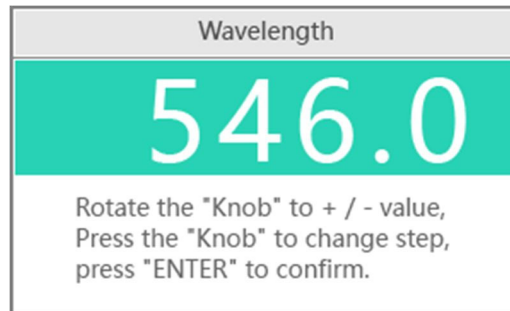 Wavelength
546.0
Rotate the "Knob" to + / - value,
Press the "Knob" to change step,
press "ENTER" to confirm.